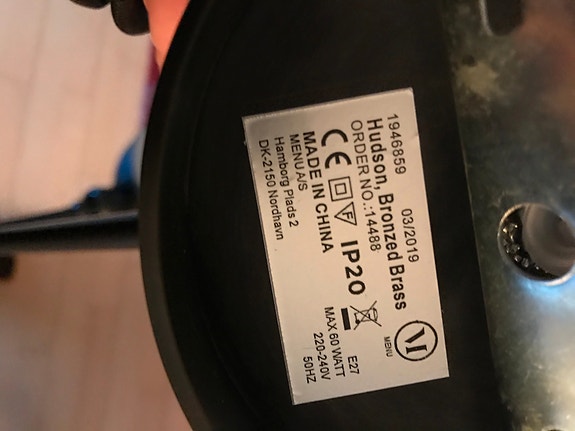 1946859 03/2019
Hudson, Bronzed Brass
ORDER NO.:14488
CE F IP20
MADE IN CHINA
MENU A/S
Hamborg Plads 2
DK-2150 Nordhavn
M
MENU
E27
MAX 60 WATT
220-240V
50HZ